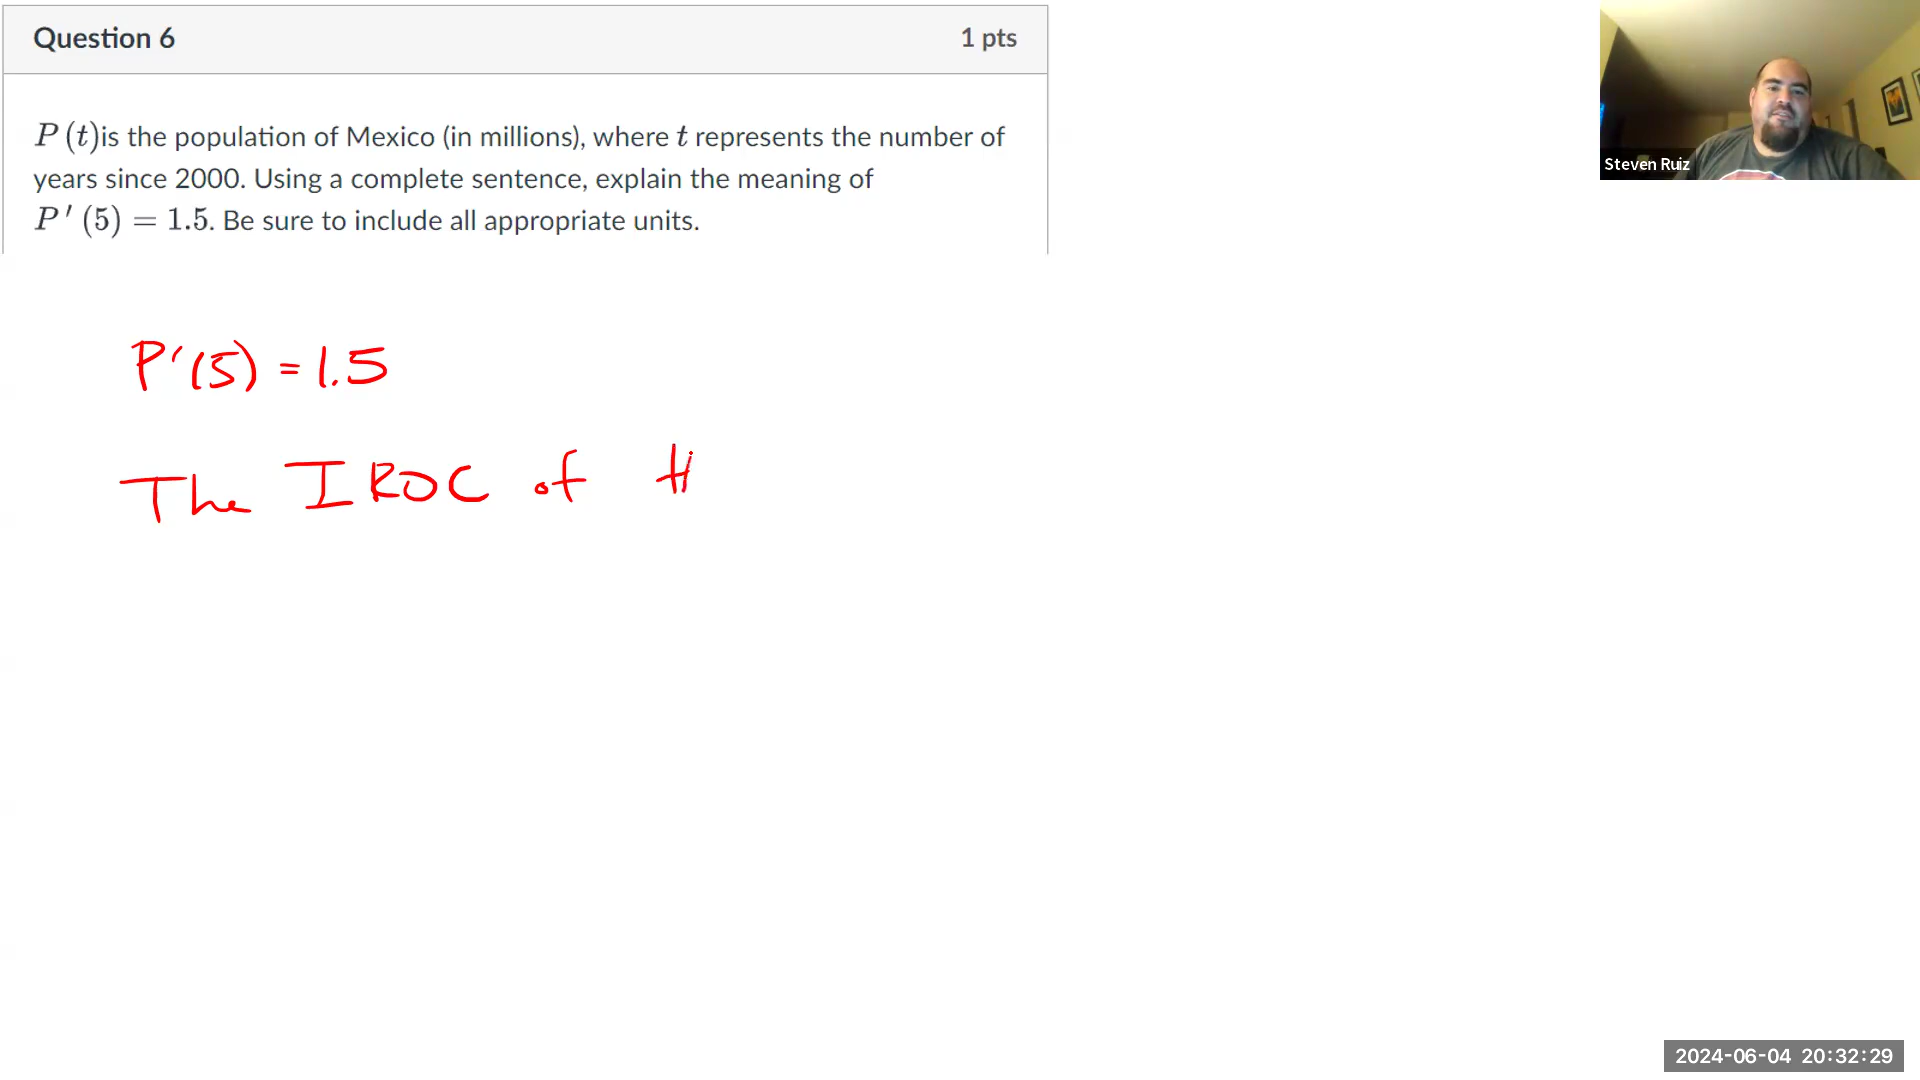 Question 6 1 pts
P (t)is the population of Mexico (in millions), where t represents the number of
years since 2000. Using a complete sentence, explain the meaning of
P′ (5) = 1.5. Be sure to include all appropriate units.
Steven Ruiz
P'(5) = 1.5
The IROC of
2024-06-04 20:32:29